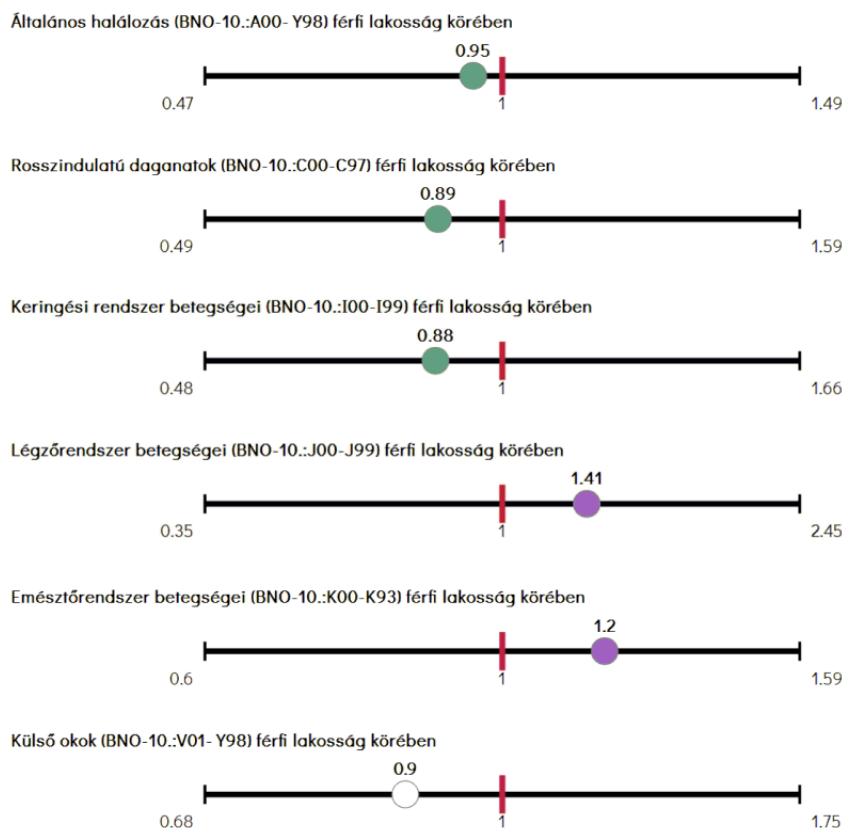 Általános halálozás (BNO-10.:A00- Y98) férfi lakosság körében
0.95
0.47 1 1.49
Rosszindulatú daganatok (BNO-10.:C00-C97) férfi lakosság körében
0.89
0.49 1 1.59
Keringési rendszer betegségei (BNO-10.:I00-I99) férfi lakosság körében
0.88
0.48 1 1.66
Légzőrendszer betegségei (BNO-10.:J00-J99) férfi lakosság körében
1.41
0.35 1 2.45
Emésztőrendszer betegségei (BNO-10.:K00-K93) férfi lakosság körében
1.2
0.6 1 1.59
Külső okok (BNO-10.:V01- Y98) férfi lakosság körében
0.9
0.68 1 1.75